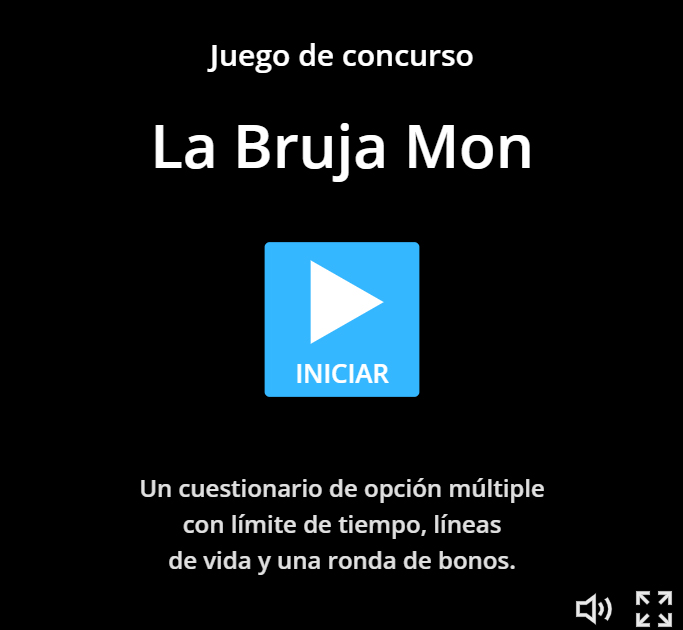 Juego de concurso
La Bruja Mon
INICIAR
Un cuestionario de opción múltiple
con límite de tiempo, líneas
de vida y una ronda de bonos.